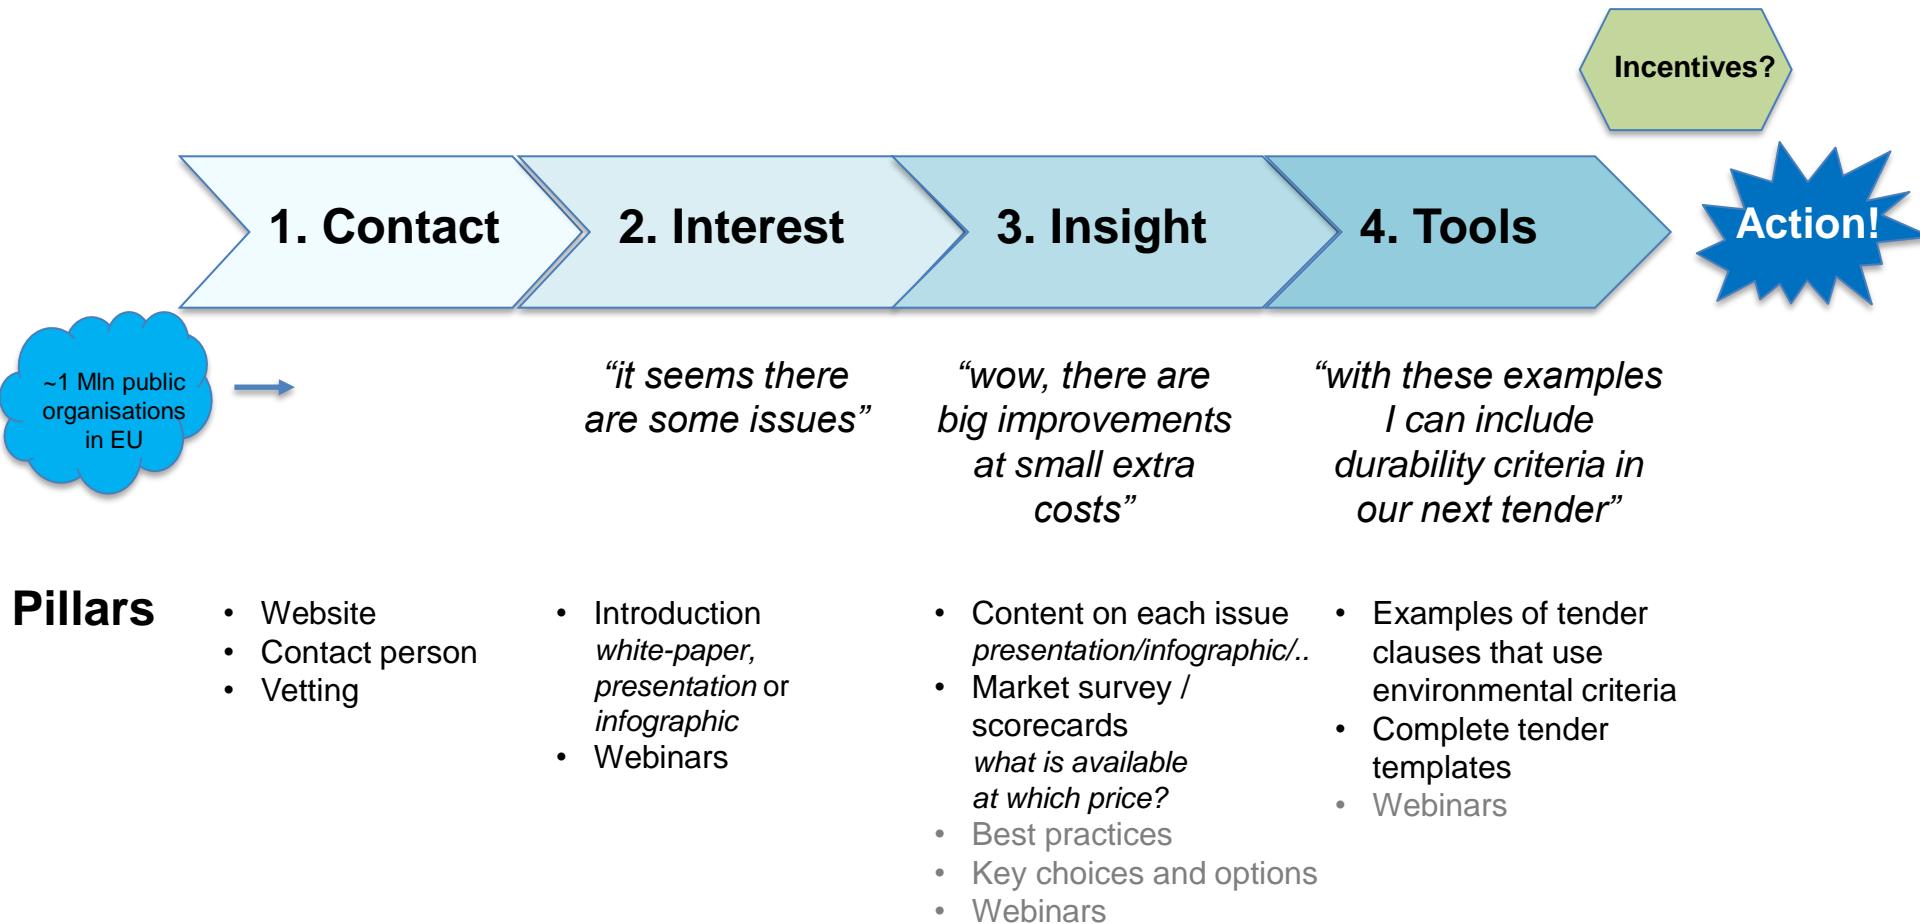 Incentives?
1. Contact
2. Interest
3. Insight
4. Tools
Action!
~1 Mln public
organisations
in EU
“it seems there
are some issues”
“wow, there are
big improvements
at small extra
costs”
“with these examples
I can include
durability criteria in
our next tender”
Pillars
• Website
• Contact person
• Vetting
• Introduction
white-paper,
presentation or
infographic
• Webinars
• Content on each issue
presentation/infographic/..
• Market survey /
scorecards
what is available
at which price?
• Best practices
• Key choices and options
• Webinars
• Examples of tender
clauses that use
environmental criteria
• Complete tender
templates
• Webinars